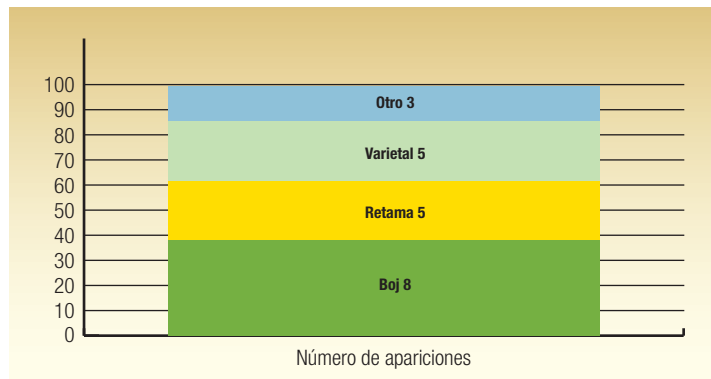 100
90
80
70
60
50
40
30
20
10
0
Otro 3
Varietal 5
Retama 5
Boj 8
Número de apariciones